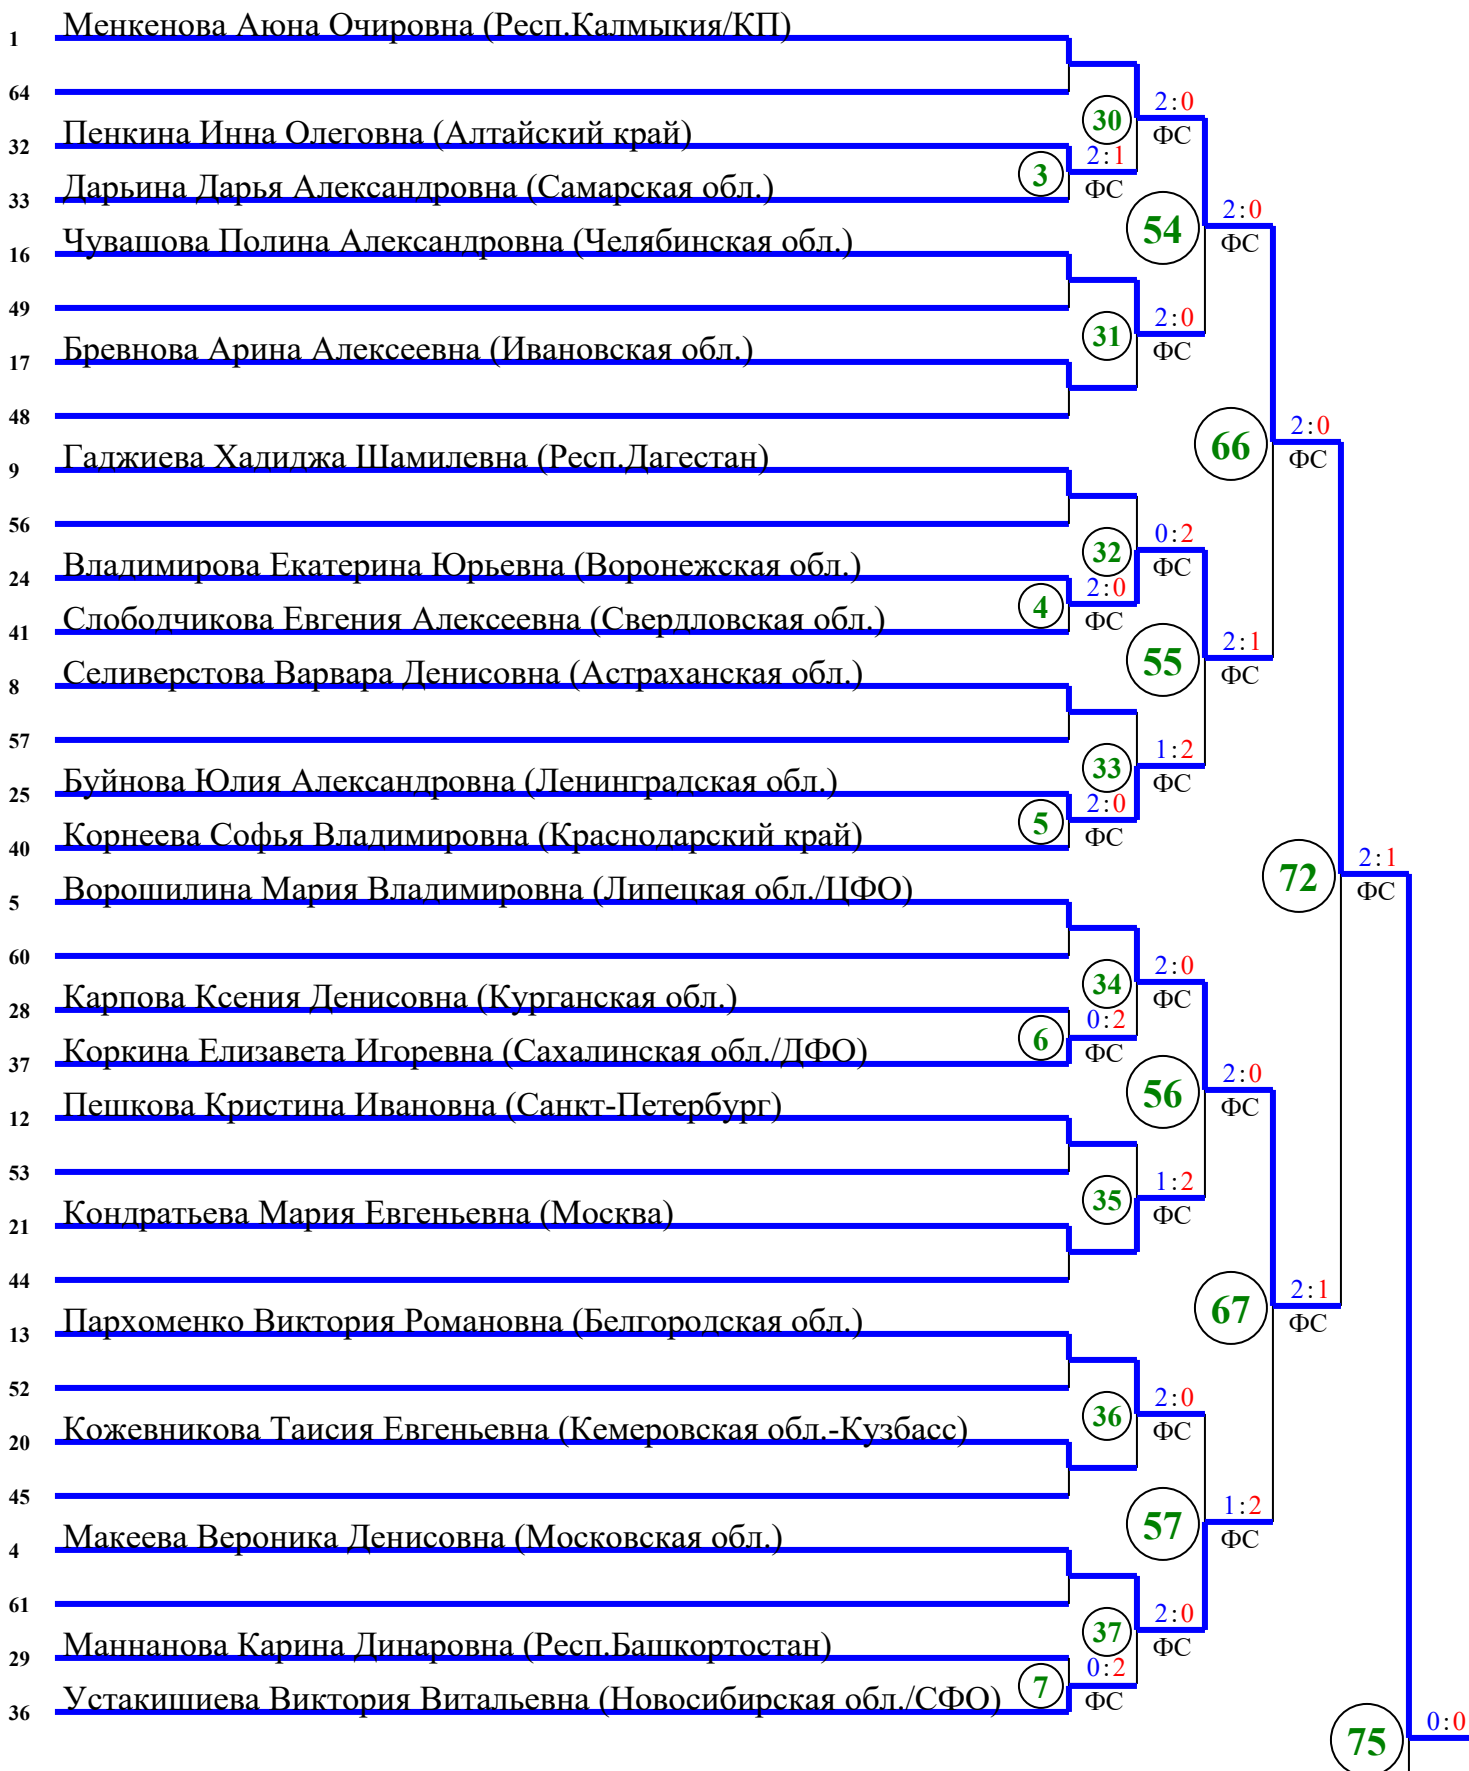 Менкенова Аюна Очировна (Респ.Калмыкия/КП)
1
64
30 2:0
ФС
Пенкина Инна Олеговна (Алтайский край)
32
3 2:1
ФС
Дарьина Дарья Александровна (Самарская обл.)
33
54 2:0
ФС
Чувашова Полина Александровна (Челябинская обл.)
16
49
31 2:0
ФС
Бревнова Арина Алексеевна (Ивановская обл.)
17
48
66 2:0
ФС
Гаджиева Хадиджа Шамилевна (Респ.Дагестан)
9
56
32 0:2
ФС
Владимирова Екатерина Юрьевна (Воронежская обл.)
24
4 2:0
ФС
Слободчикова Евгения Алексеевна (Свердловская обл.)
41
55 2:1
ФС
Селиверстова Варвара Денисовна (Астраханская обл.)
8
57
33 1:2
ФС
Буйнова Юлия Александровна (Ленинградская обл.)
25
5 2:0
ФС
Корнеева Софья Владимировна (Краснодарский край)
40
72 2:1
ФС
Ворошилина Мария Владимировна (Липецкая обл./ЦФО)
5
60
34 2:0
ФС
Карпова Ксения Денисовна (Курганская обл.)
28
6 0:2
ФС
Коркина Елизавета Игоревна (Сахалинская обл./ДФО)
37
56 2:0
ФС
Пешкова Кристина Ивановна (Санкт-Петербург)
12
53
35 1:2
ФС
Кондратьева Мария Евгеньевна (Москва)
21
44
67 2:1
ФС
Пархоменко Виктория Романовна (Белгородская обл.)
13
52
36 2:0
ФС
Кожевникова Таисия Евгеньевна (Кемеровская обл.-Кузбасс)
20
45
57 1:2
ФС
Макеева Вероника Денисовна (Московская обл.)
4
61
37 2:0
ФС
Маннанова Карина Динаровна (Респ.Башкортостан)
29
7 0:2
ФС
Устакишиева Виктория Витальевна (Новосибирская обл./СФО)
36
75 0:0